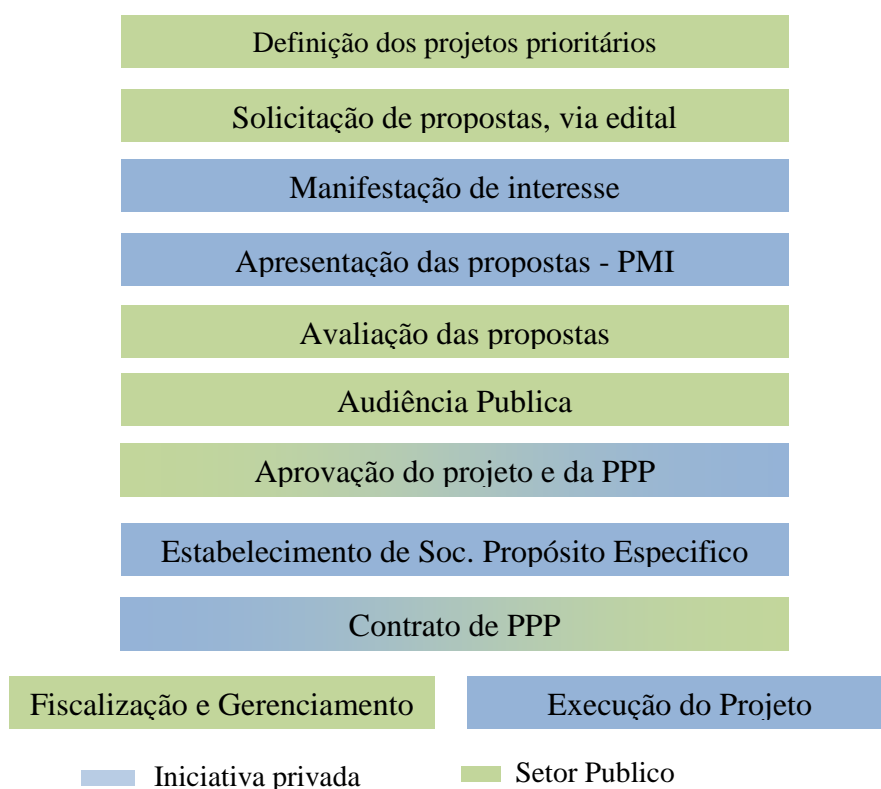 Definição dos projetos prioritários
Solicitação de propostas, via edital
Manifestação de interesse
Apresentação das propostas - PMI
Avaliação das propostas
Audiência Publica
Aprovação do projeto e da PPP
Estabelecimento de Soc. Propósito Especifico
Contrato de PPP
Fiscalização e Gerenciamento
Execução do Projeto
Iniciativa privada
Setor Publico